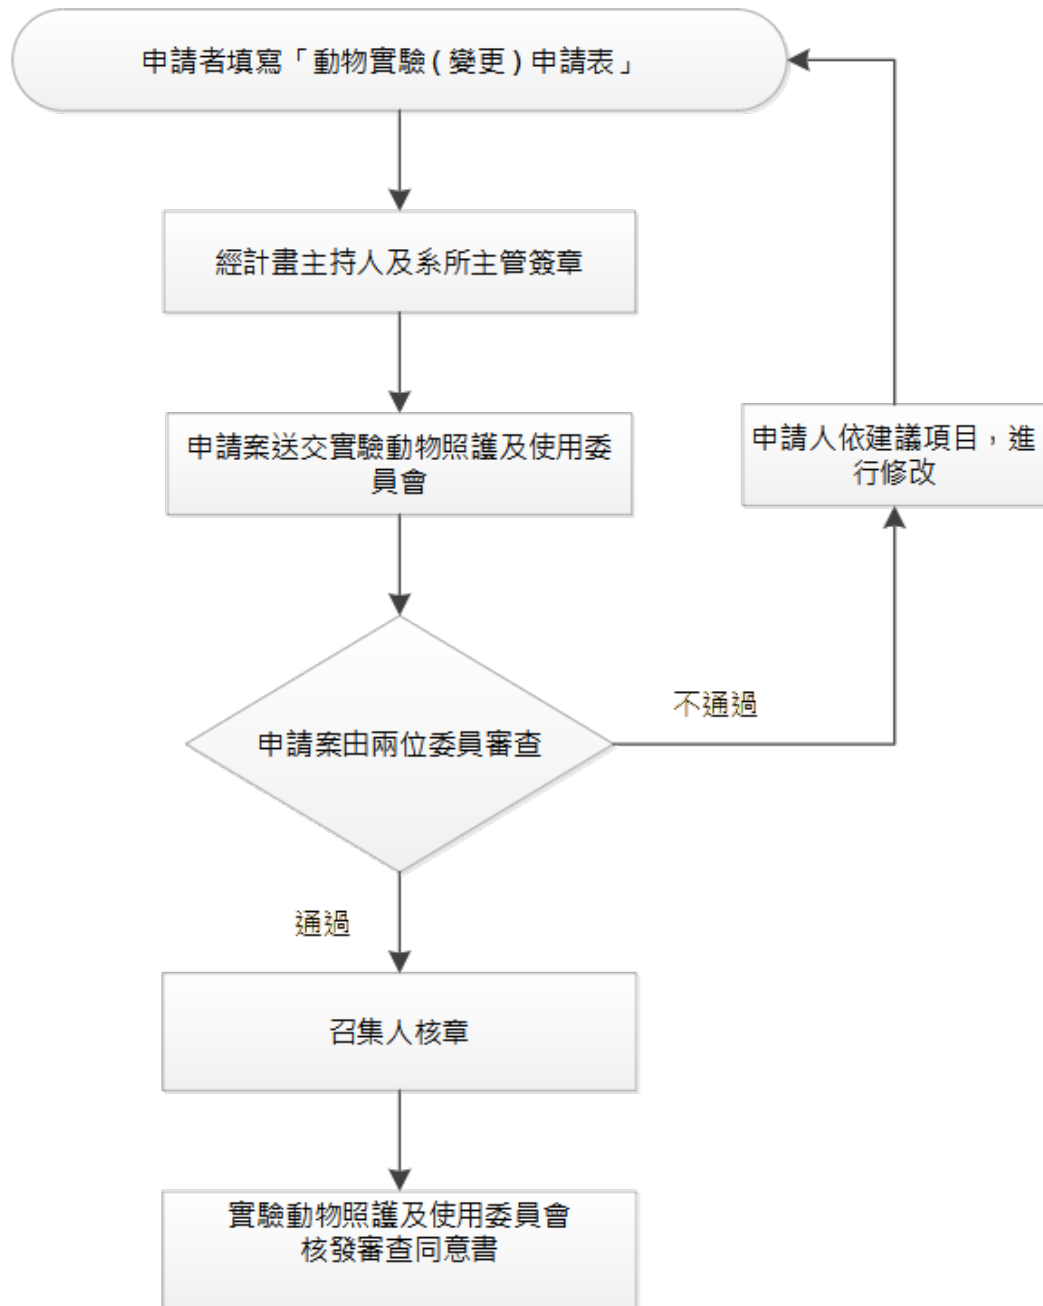 申請者填寫「動物實驗(變更)申請表」
經計畫主持人及系所主管簽章
申請案送交實驗動物照護及使用委
員會
申請人依建議項目，進
行修改
不通過
申請案由兩位委員審查
通過
召集人核章
實驗動物照護及使用委員會
核發審查同意書